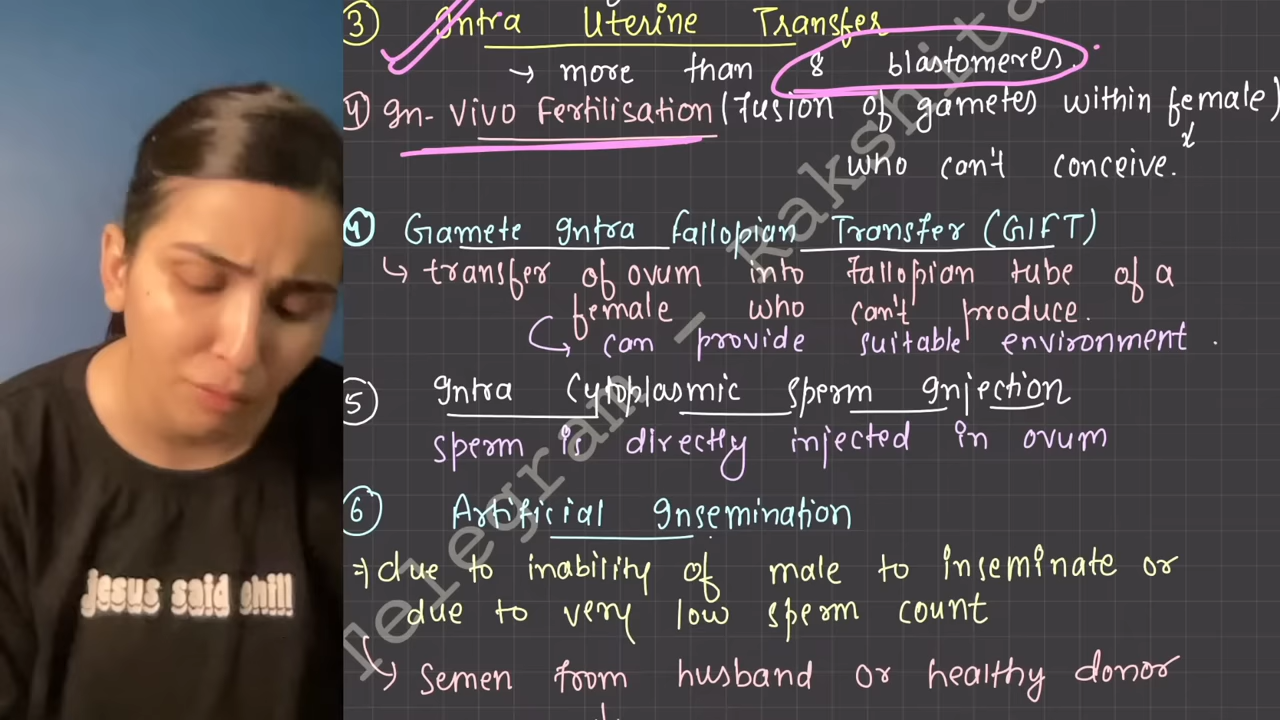 3 Intra Uterine Transfer
→ more than 8 blastomeres.
4) In- Vivo Fertilisation (fusion of gametes within female)
who can't conceive.
4 Gamete Intra fallopian Transfer (GIFT)
↳ transfer of ovum into fallopian tube of a
female who can't produce.
↳ can provide suitable environment.
5) Intra Cytoplasmic sperm Injection
sperm is directly injected in ovum
6 Artificial Insemination
⇒ due to inability of male to inseminate or
due to very low sperm count
↳ semen from husband or healthy donor
Telegram - Rakshita
jesus said chill